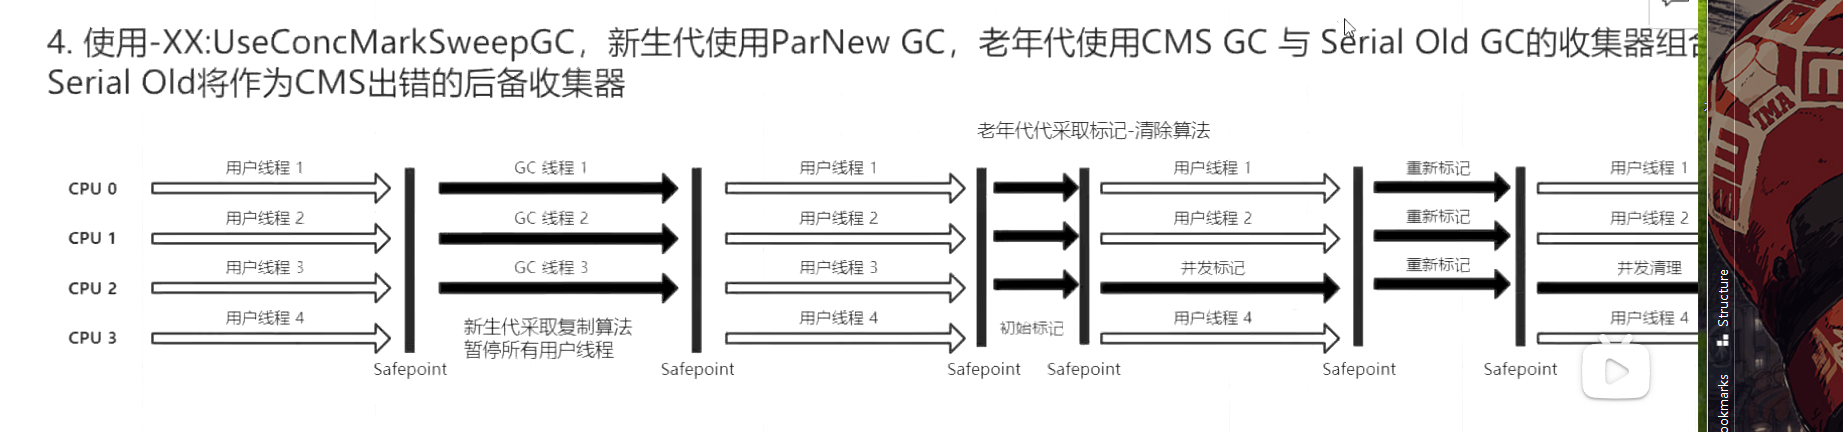 4. 使用-XX:UseConcMarkSweepGC，新生代使用ParNew GC，老年代使用CMS GC 与 Serial Old GC的收集器组
Serial Old将作为CMS出错的后备收集器
老年代代采取标记-清除算法
用户线程 1 GC 线程 1 用户线程 1 用户线程 1 重新标记 用户线程 1
CPU 0
用户线程 2 GC 线程 2 用户线程 2 用户线程 2 重新标记 用户线程 2
CPU 1
用户线程 3 GC 线程 3 用户线程 3 并发标记 重新标记 并发清理
CPU 2
用户线程 4 用户线程 4 初始标记 用户线程 4 用户线程 4
CPU 3
新生代采取复制算法
暂停所有用户线程
Safepoint Safepoint Safepoint Safepoint Safepoint Safepoint
IMA
Structure
ookmarks